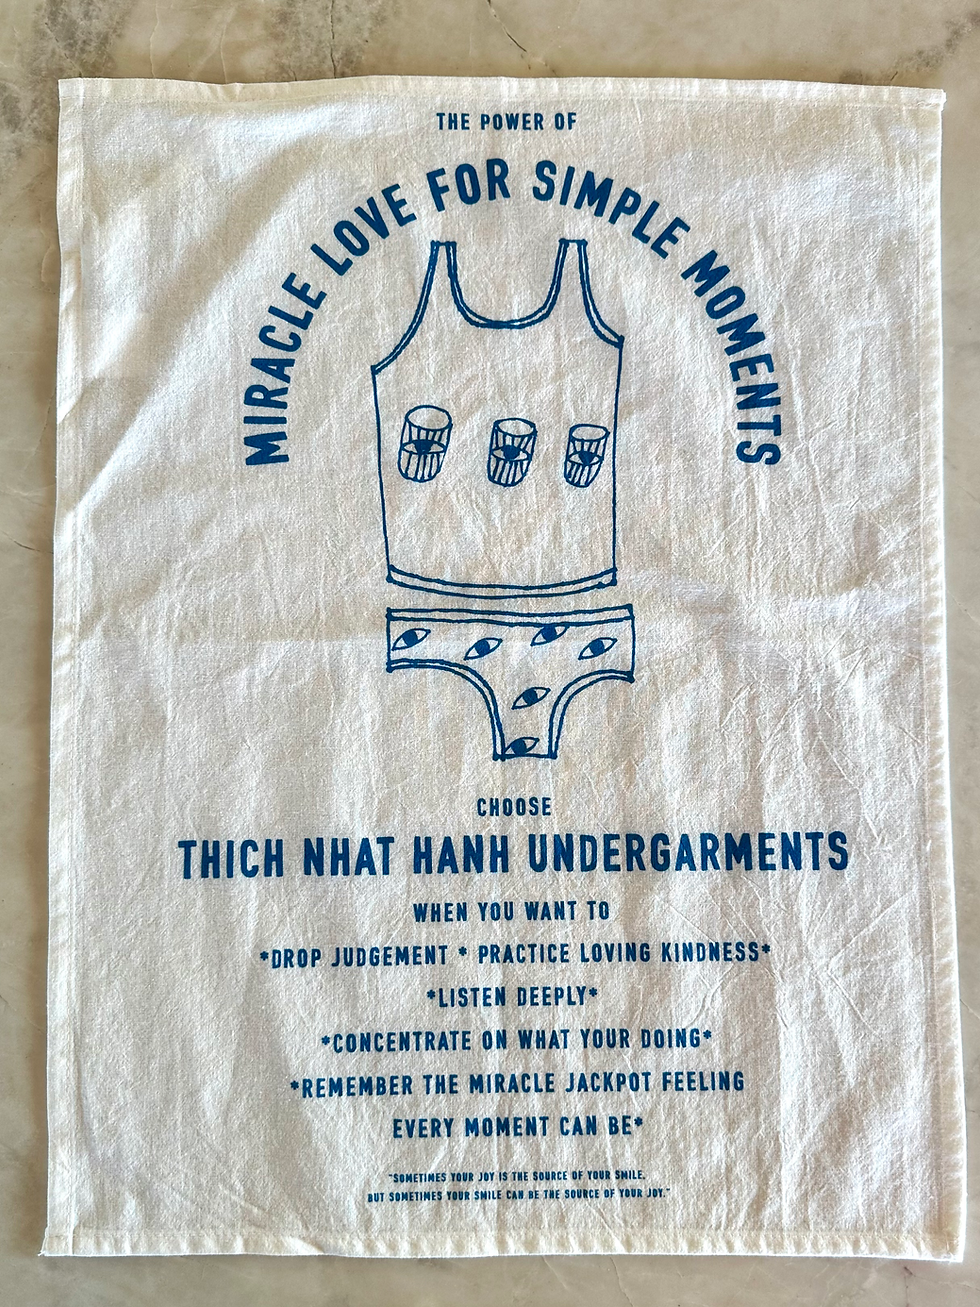 THE POWER OF
MIRACLE LOVE FOR SIMPLE MOMENTS
CHOOSE
THICH NHAT HANH UNDERGARMENTS
WHEN YOU WANT TO
*DROP JUDGEMENT * PRACTICE LOVING KINDNESS*
*LISTEN DEEPLY*
*CONCENTRATE ON WHAT YOUR DOING*
*REMEMBER THE MIRACLE JACKPOT FEELING
EVERY MOMENT CAN BE*
"SOMETIMES YOUR JOY IS THE SOURCE OF YOUR SMILE,
BUT SOMETIMES YOUR SMILE CAN BE THE SOURCE OF YOUR JOY."